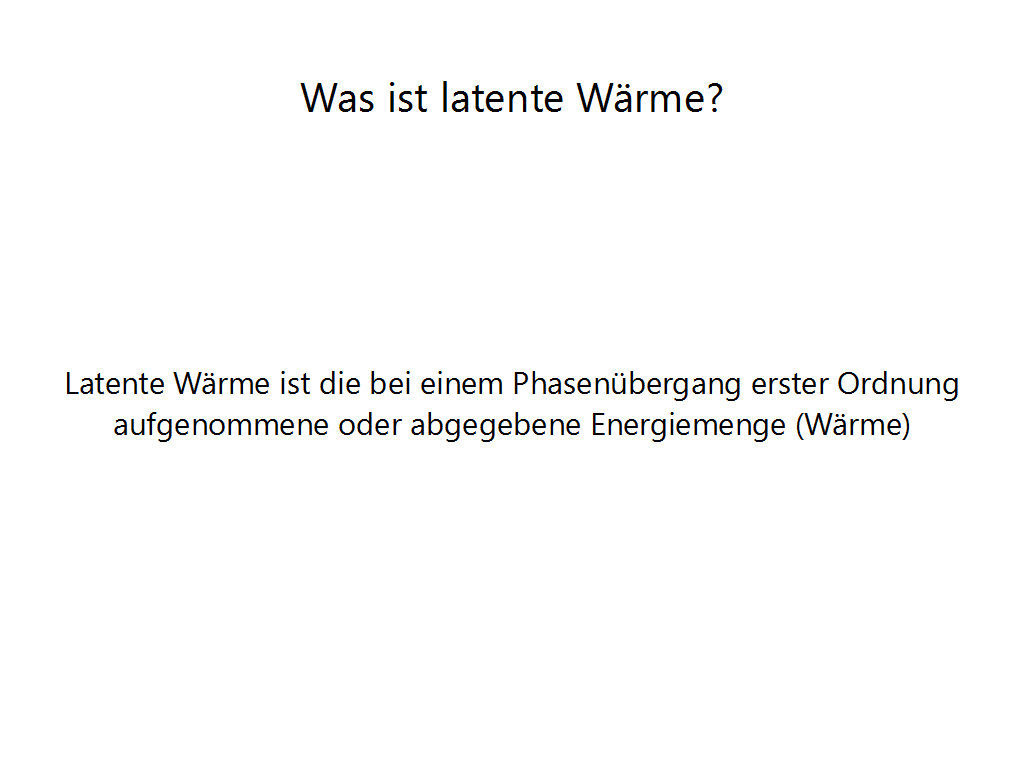 Was ist latente Wärme?
Latente Wärme ist die bei einem Phasenübergang erster Ordnung
aufgenommene oder abgegebene Energiemenge (Wärme)